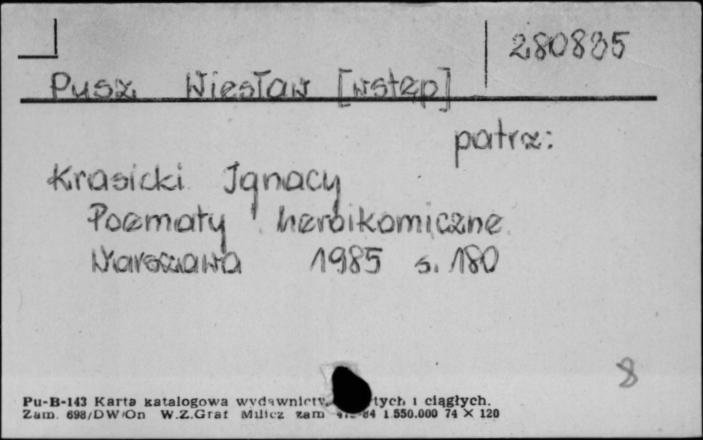 280835
Pusz Wiesław [wstęp]
patrz:
Krasicki Ignacy
Poematy heroikomiczne
Warszawa 1985 s. 180
8
Pu-B-143 Karta katalogowa wydawnictw tych i ciągłych.
Zam. 698/DW/On W.Z.Graf Milicz zam 84 1.550.000 74 × 120